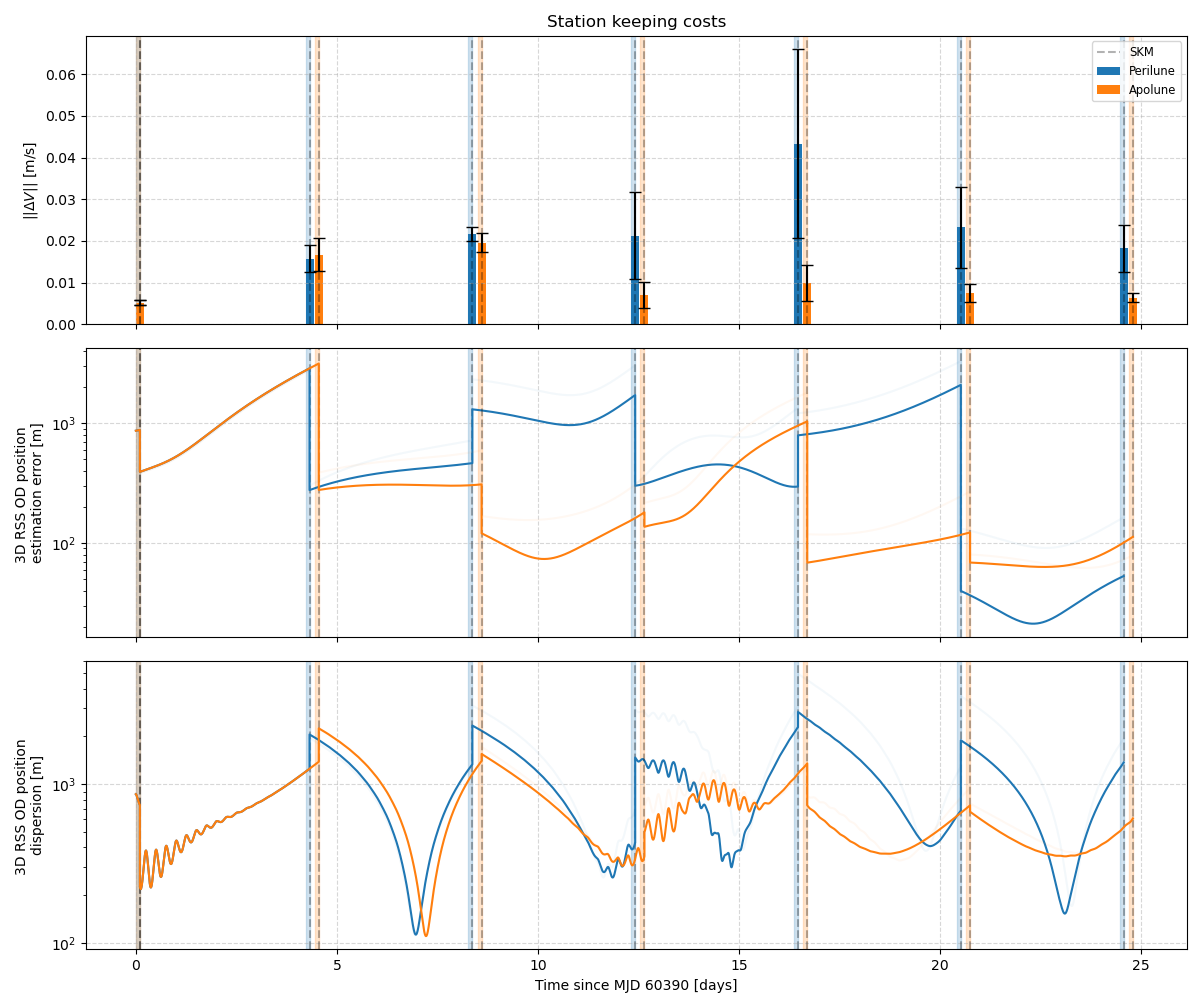 Station keeping costs
||ΔV|| [m/s]
0.06
0.05
0.04
0.03
0.02
0.01
0.00
SKM
Perilune
Apolune
3D RSS OD position
estimation error [m]
10³
10²
3D RSS OD position
dispersion [m]
10³
10²
0 5 10 15 20 25
Time since MJD 60390 [days]